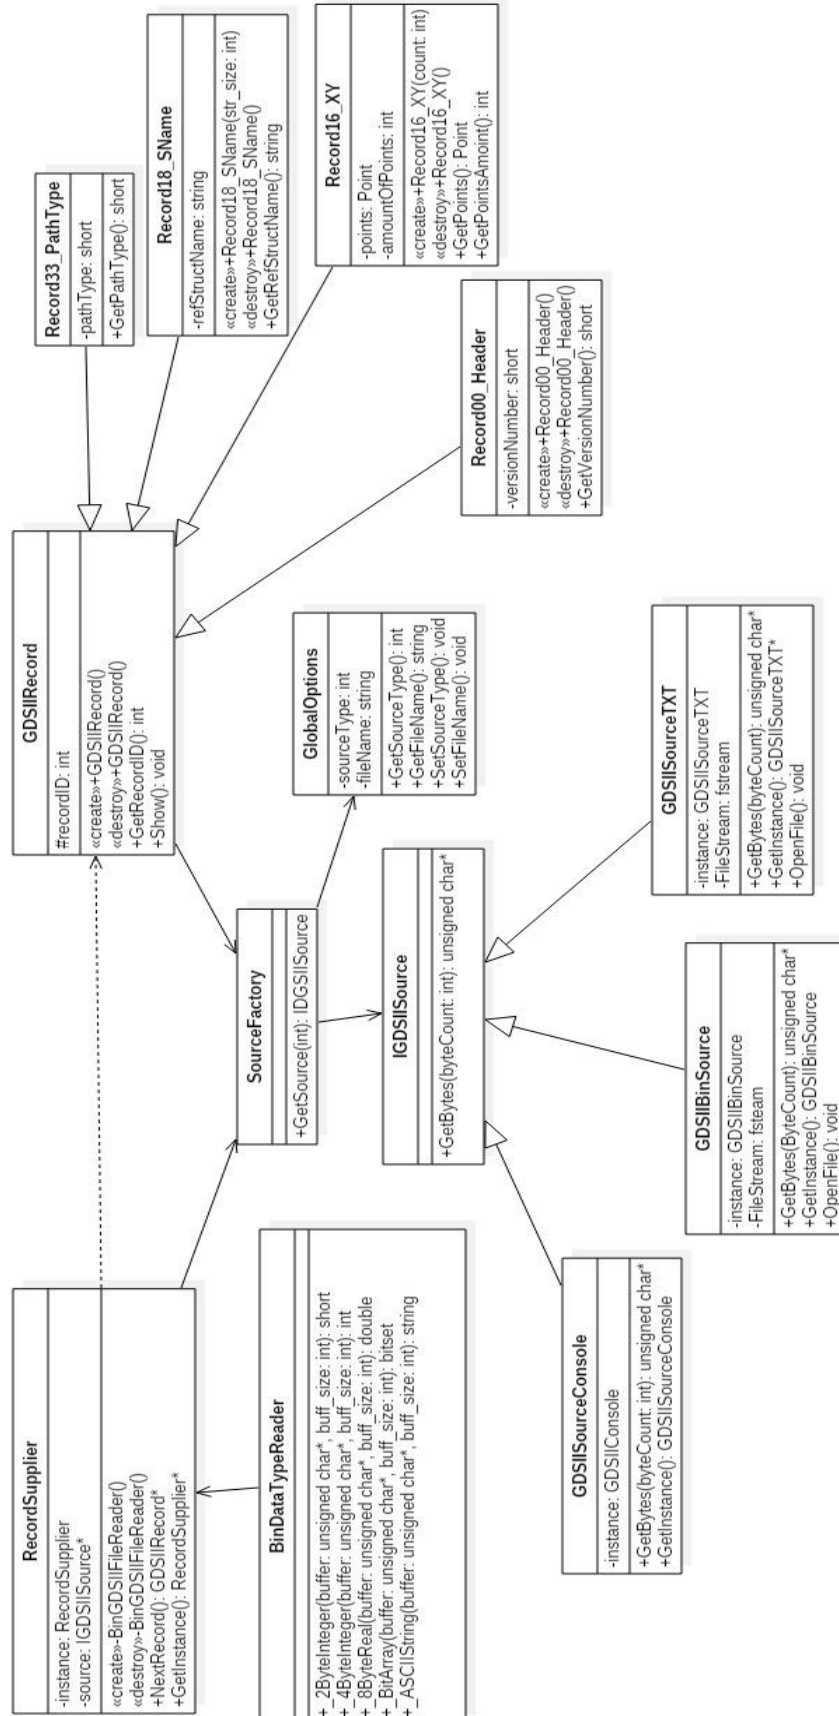 RecordSupplier
-instance: RecordSupplier
-source: IGDSIISource*
«create»-BinGDSIIFileReader()
«destroy»-BinGDSIIFileReader()
+NextRecord(): GDSIIRecord*
+GetInstance(): RecordSupplier*
GDSIIRecord
#recordID: int
«create»+GDSIIRecord()
«destroy»+GDSIIRecord()
+GetRecordID(): int
+Show(): void
Record33_PathType
-pathType: short
+GetPathType(): short
Record18_SName
-refStructName: string
«create»+Record18_SName(str_size: int)
«destroy»+Record18_SName()
+GetRefStructName(): string
Record16_XY
-points: Point
-amountOfPoints: int
«create»+Record16_XY(count: int)
«destroy»+Record16_XY()
+GetPoints(): Point
+GetPointsAmoint(): int
Record00_Header
-versionNumber: short
«create»+Record00_Header()
«destroy»+Record00_Header()
+GetVersionNumber(): short
SourceFactory
+GetSource(int): IDGSIISource
GlobalOptions
-sourceType: int
-fileName: string
+GetSourceType(): int
+GetFileName(): string
+SetSourceType(): void
+SetFileName(): void
BinDataTypeReader
+_2ByteInteger(buffer: unsigned char*, buff_size: int): short
+_4ByteInteger(buffer: unsigned char*, buff_size: int): int
+_8ByteReal(buffer: unsigned char*, buff_size: int): double
+_BitArray(buffer: unsigned char*, buff_size: int): bitset
+_ASCIIString(buffer: unsigned char*, buff_size: int): string
IGDSIISource
+GetBytes(byteCount: int): unsigned char*
GDSIISourceConsole
-instance: GDSIIConsole
+GetBytes(byteCount: int): unsigned char*
+GetInstance(): GDSIISourceConsole
GDSIIBinSource
-instance: GDSIIBinSource
-FileStream: fsteam
+GetBytes(ByteCount): unsigned char*
+GetInstance(): GDSIIBinSource
+OpenFile(): void
GDSIISourceTXT
-instance: GDSIISourceTXT
-FileStream: fstream
+GetBytes(byteCount): unsigned char*
+GetInstance(): GDSIISourceTXT*
+OpenFile(): void